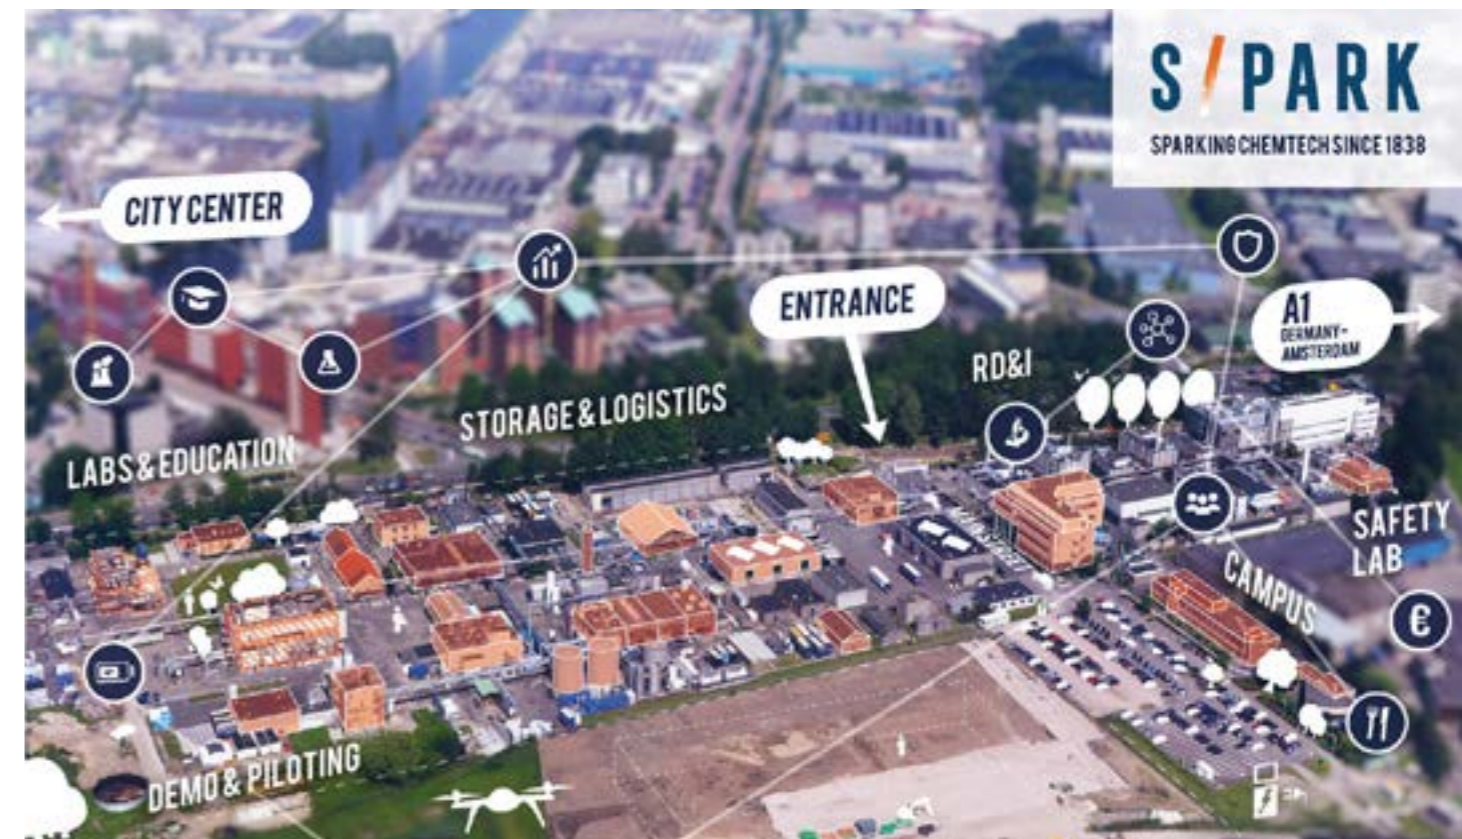 S/PARK
SPARKING CHEMTECH SINCE 1838
CITY CENTER
ENTRANCE
A1
GERMANY-
AMSTERDAM
RD&I
STORAGE & LOGISTICS
LABS & EDUCATION
SAFETY
LAB
CAMPUS
€
DEMO & PILOTING